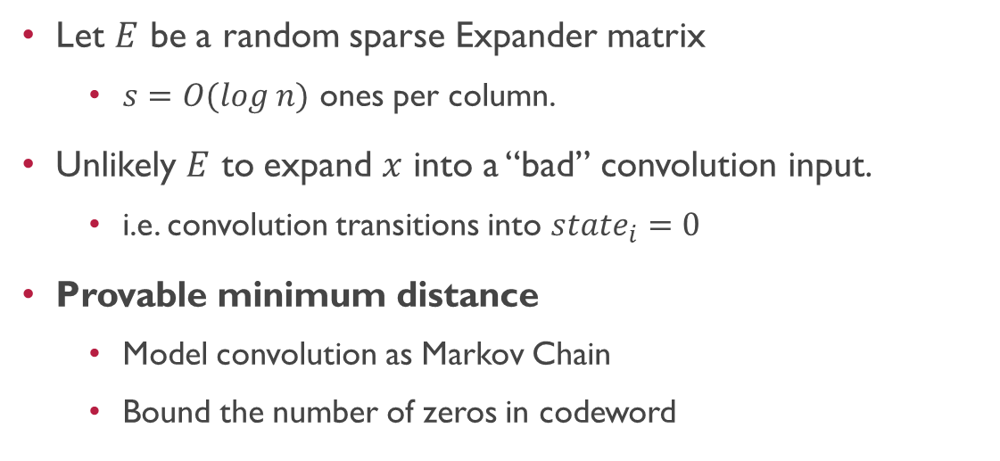 • Let E be a random sparse Expander matrix
• s = O(log n) ones per column.
• Unlikely E to expand x into a “bad” convolution input.
• i.e. convolution transitions into stateᵢ = 0
• Provable minimum distance
• Model convolution as Markov Chain
• Bound the number of zeros in codeword